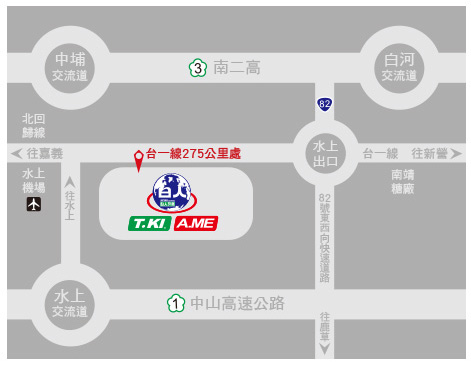 中埔
交流道
3 南二高
白河
交流道
北回
歸線
82
往嘉義
台一線275公里處
水上
出口
台一線 往新營
水上
機場
往水上
百人
T.KI
A.ME
南靖
糖廠
82號東西向快速道路
水上
交流道
1 中山高速公路
往鹿草